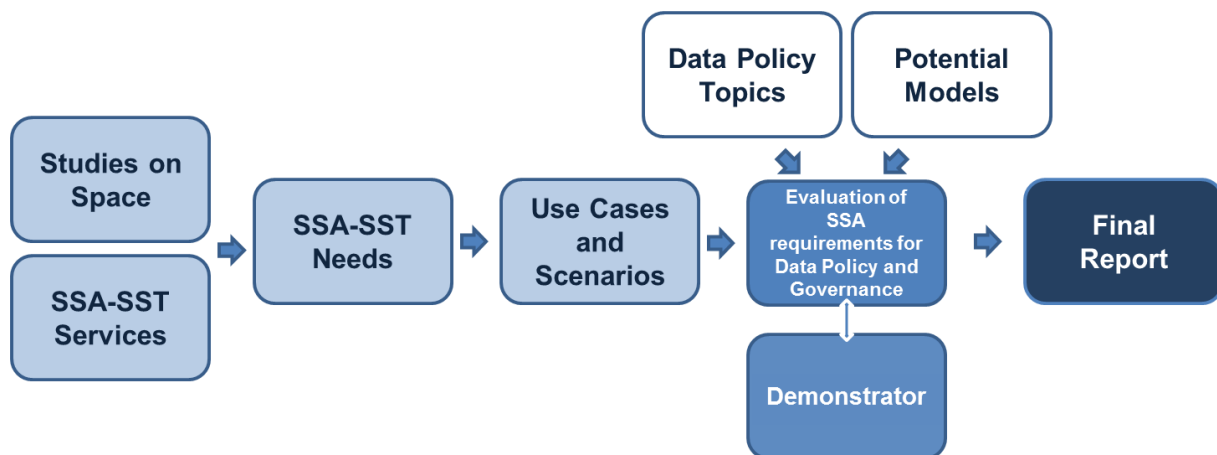 Data Policy
Topics
Potential
Models
Studies on
Space
SSA-SST
Services
SSA-SST
Needs
Use Cases
and
Scenarios
Evaluation of
SSA
requirements for
Data Policy and
Governance
Final
Report
Demonstrator